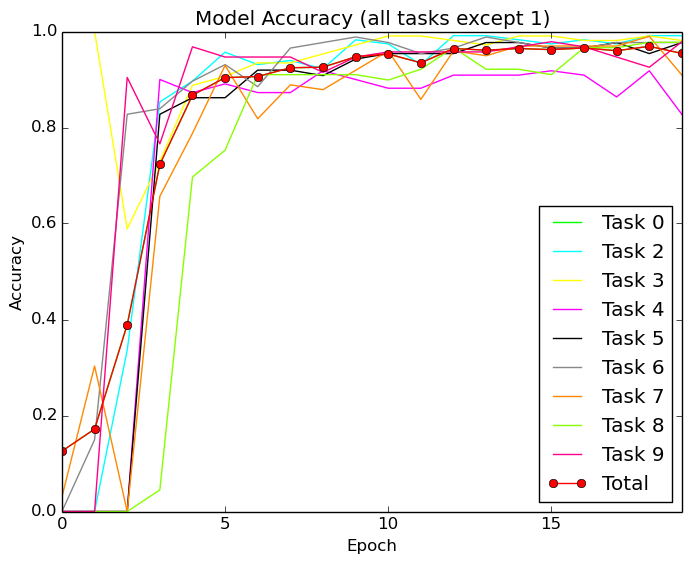 Model Accuracy (all tasks except 1)
1.0
0.8
0.6
0.4
0.2
0.0
Accuracy
0 5 10 15
Epoch
Task 0
Task 2
Task 3
Task 4
Task 5
Task 6
Task 7
Task 8
Task 9
Total